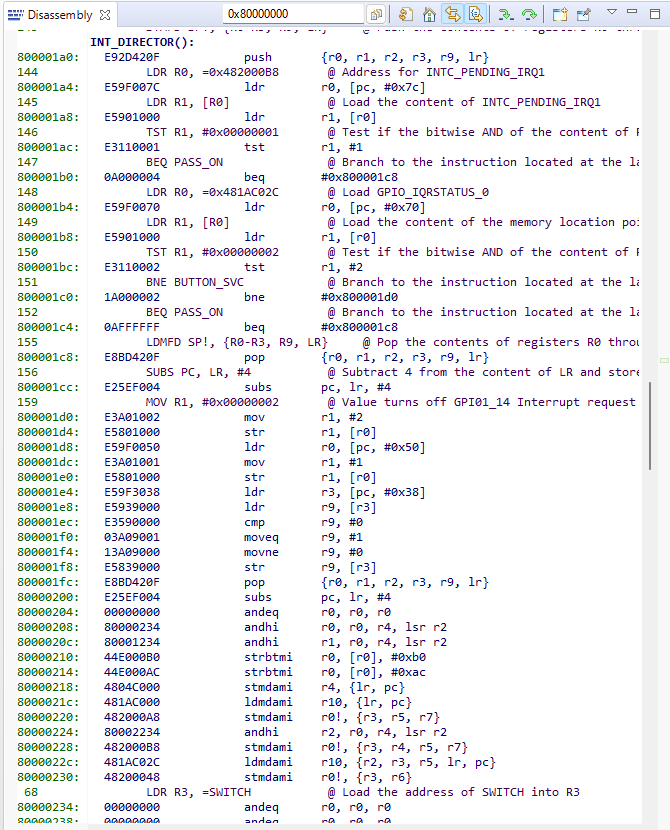 Disassembly
0x80000000
INT_DIRECTOR():
800001a0: E92D420F push {r0, r1, r2, r3, r9, lr}
144 LDR R0, =0x482000B8 @ Address for INTC_PENDING_IRQ1
800001a4: E59F007C ldr r0, [pc, #0x7c]
145 LDR R1, [R0] @ Load the content of INTC_PENDING_IRQ1
800001a8: E5901000 ldr r1, [r0]
146 TST R1, #0x00000001 @ Test if the bitwise AND of the content of
800001ac: E3110001 tst r1, #1
147 BEQ PASS_ON @ Branch to the instruction located at the la
800001b0: 0A000004 beq #0x800001c8
148 LDR R0, =0x481AC02C @ Load GPIO_IQRSTATUS_0
800001b4: E59F0070 ldr r0, [pc, #0x70]
149 LDR R1, [R0] @ Load the content of the memory location poi
800001b8: E5901000 ldr r1, [r0]
150 TST R1, #0x00000002 @ Test if the bitwise AND of the content of
800001bc: E3110002 tst r1, #2
151 BNE BUTTON_SVC @ Branch to the instruction located at the la
800001c0: 1A000002 bne #0x800001d0
152 BEQ PASS_ON @ Branch to the instruction located at the la
800001c4: 0AFFFFFF beq #0x800001c8
155 LDMFD SP!, {R0-R3, R9, LR} @ Pop the contents of registers R0 throu
800001c8: E8BD420F pop {r0, r1, r2, r3, r9, lr}
156 SUBS PC, LR, #4 @ Subtract 4 from the content of LR and store
800001cc: E25EF004 subs pc, lr, #4
159 MOV R1, #0x00000002 @ Value turns off GPI01_14 Interrupt request
800001d0: E3A01002 mov r1, #2
800001d4: E5801000 str r1, [r0]
800001d8: E59F0050 ldr r0, [pc, #0x50]
800001dc: E3A01001 mov r1, #1
800001e0: E5801000 str r1, [r0]
800001e4: E59F3038 ldr r3, [pc, #0x38]
800001e8: E5939000 ldr r9, [r3]
800001ec: E3590000 cmp r9, #0
800001f0: 03A09001 moveq r9, #1
800001f4: 13A09000 movne r9, #0
800001f8: E5839000 str r9, [r3]
800001fc: E8BD420F pop {r0, r1, r2, r3, r9, lr}
80000200: E25EF004 subs pc, lr, #4
80000204: 00000000 andeq r0, r0, r0
80000208: 80000234 andhi r0, r0, r4, lsr r2
8000020c: 80001234 andhi r1, r0, r4, lsr r2
80000210: 44E000B0 strbtmi r0, [r0], #0xb0
80000214: 44E000AC strbtmi r0, [r0], #0xac
80000218: 4804C000 stmdami r4, {lr, pc}
8000021c: 481AC000 ldmdami r10, {lr, pc}
80000220: 482000A8 stmdami r0!, {r3, r5, r7}
80000224: 80002234 andhi r2, r0, r4, lsr r2
80000228: 482000B8 stmdami r0!, {r3, r4, r5, r7}
8000022c: 481AC02C ldmdami r10, {r2, r3, r5, lr, pc}
80000230: 48200048 stmdami r0!, {r3, r6}
68 LDR R3, =SWITCH @ Load the address of SWITCH into R3
80000234: 00000000 andeq r0, r0, r0
80000238: 00000000 andeq r0, r0, r0